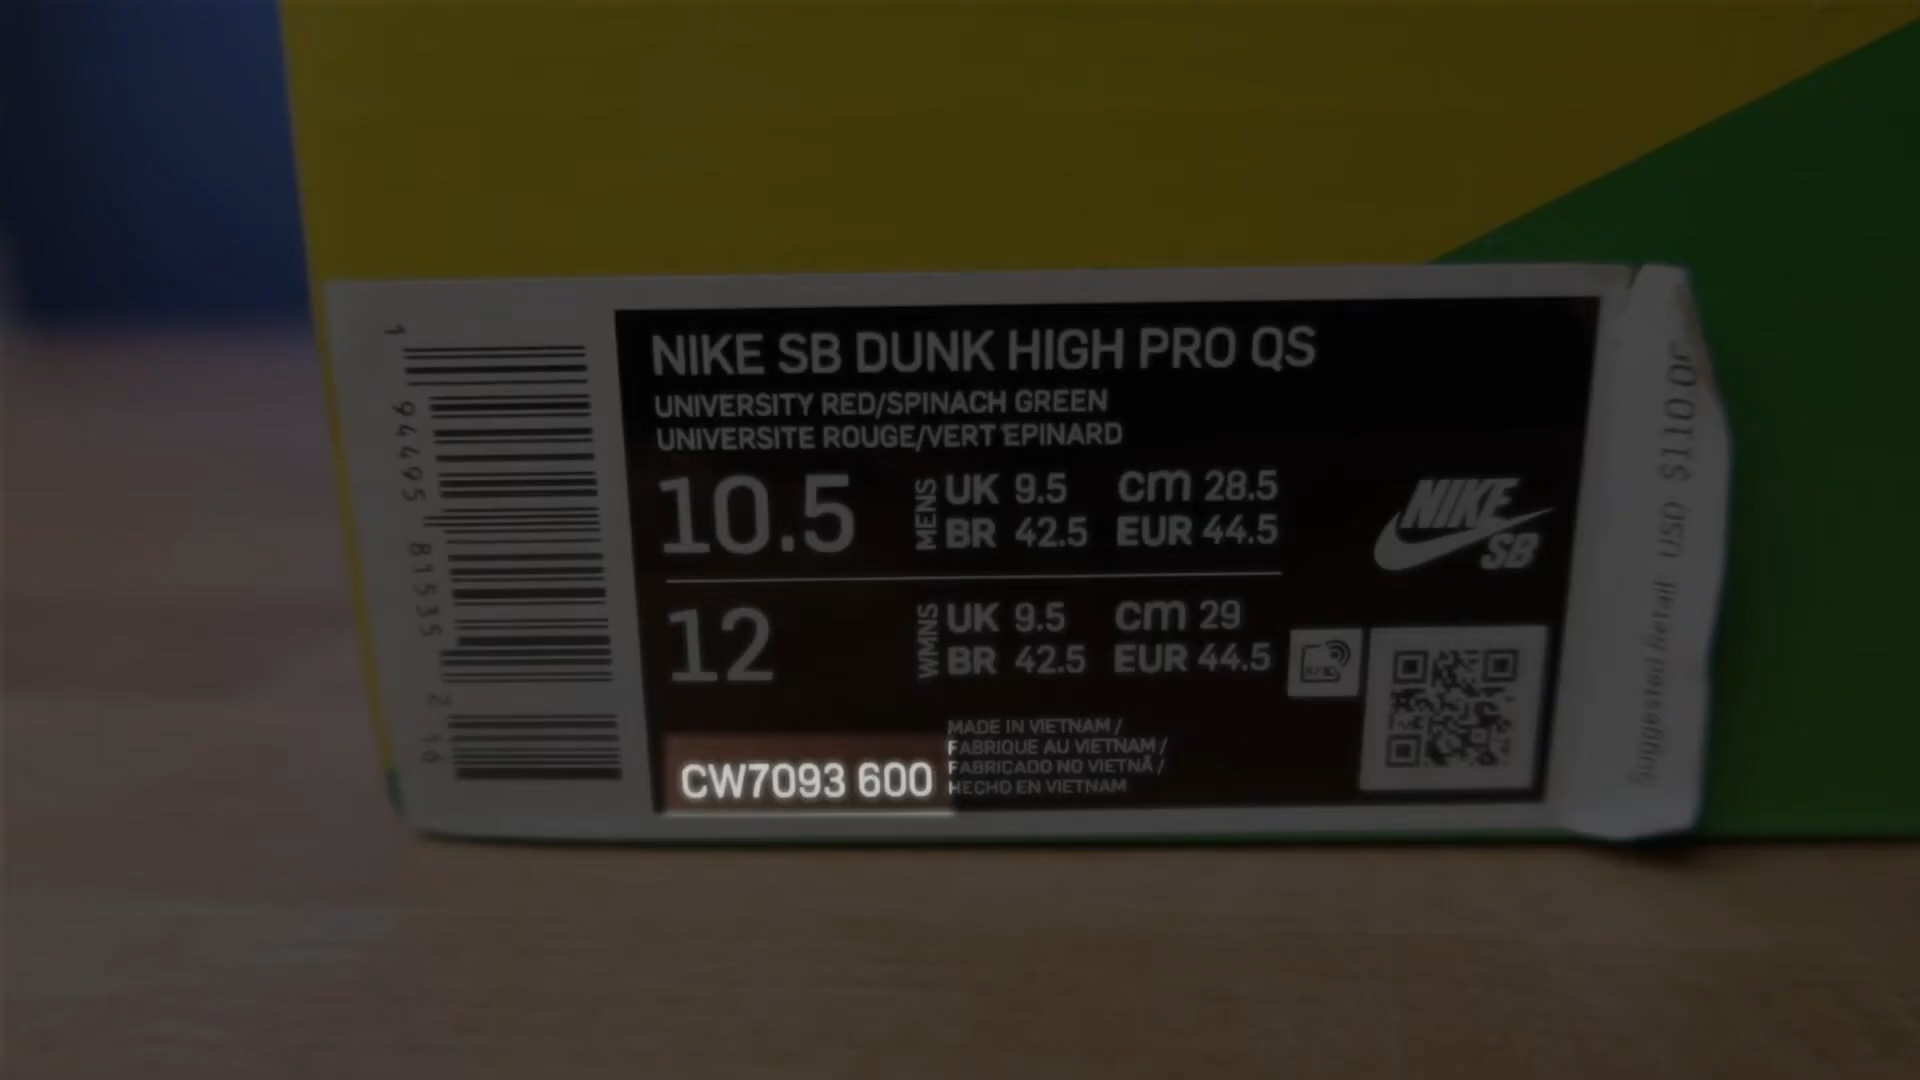 NIKE SB DUNK HIGH PRO QS
UNIVERSITY RED/SPINACH GREEN
UNIVERSITE ROUGE/VERT EPINARD
10.5
MENS
UK 9.5 cm 28.5
BR 42.5 EUR 44.5
12
WMNS
UK 9.5 cm 29
BR 42.5 EUR 44.5
CW7093 600
MADE IN VIETNAM /
FABRIQUE AU VIETNAM /
FABRICADO NO VIETNÃ /
HECHO EN VIETNAM
NIKE
SB
RFID
Suggested Retail USD $110.0
1 94495 81535 2